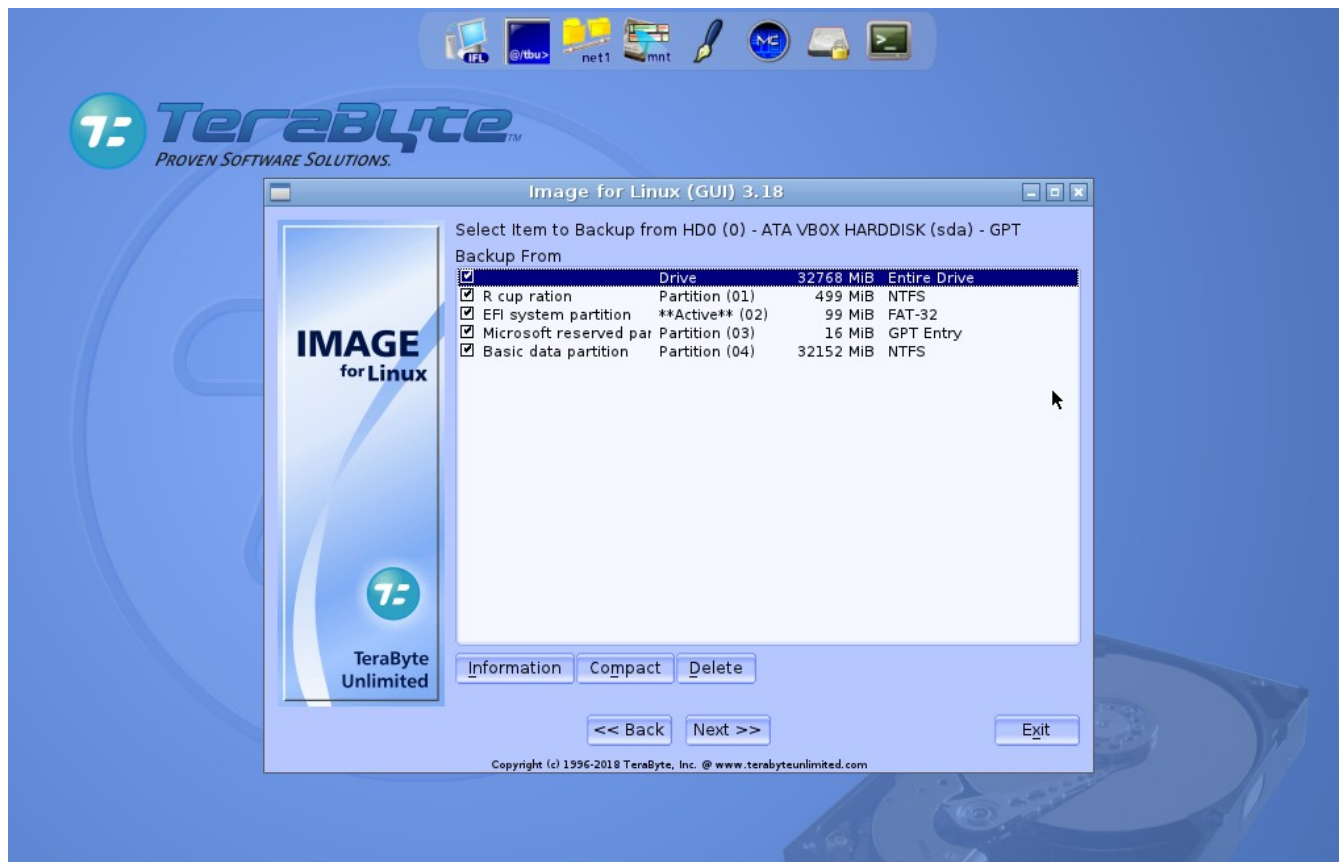 IFL
@/tbu>
net1
mnt
MC
>_
TeraByte™
PROVEN SOFTWARE SOLUTIONS.
Image for Linux (GUI) 3.18
Select Item to Backup from HD0 (0) - ATA VBOX HARDDISK (sda) - GPT
Backup From
Drive 32768 MiB Entire Drive
R cup ration Partition (01) 499 MiB NTFS
EFI system partition **Active** (02) 99 MiB FAT-32
Microsoft reserved par Partition (03) 16 MiB GPT Entry
Basic data partition Partition (04) 32152 MiB NTFS
IMAGE
for Linux
TeraByte
Unlimited
Information Compact Delete
<< Back Next >> Exit
Copyright (c) 1996-2018 TeraByte, Inc. @ www.terabyteunlimited.com